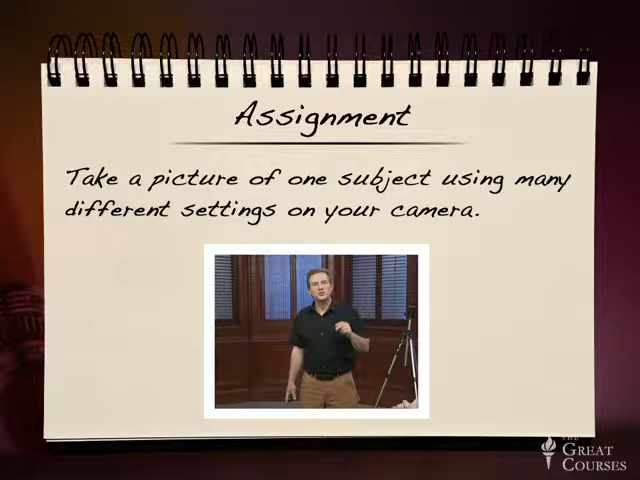 Assignment
Take a picture of one subject using many
different settings on your camera.
THE
GREAT
COURSES